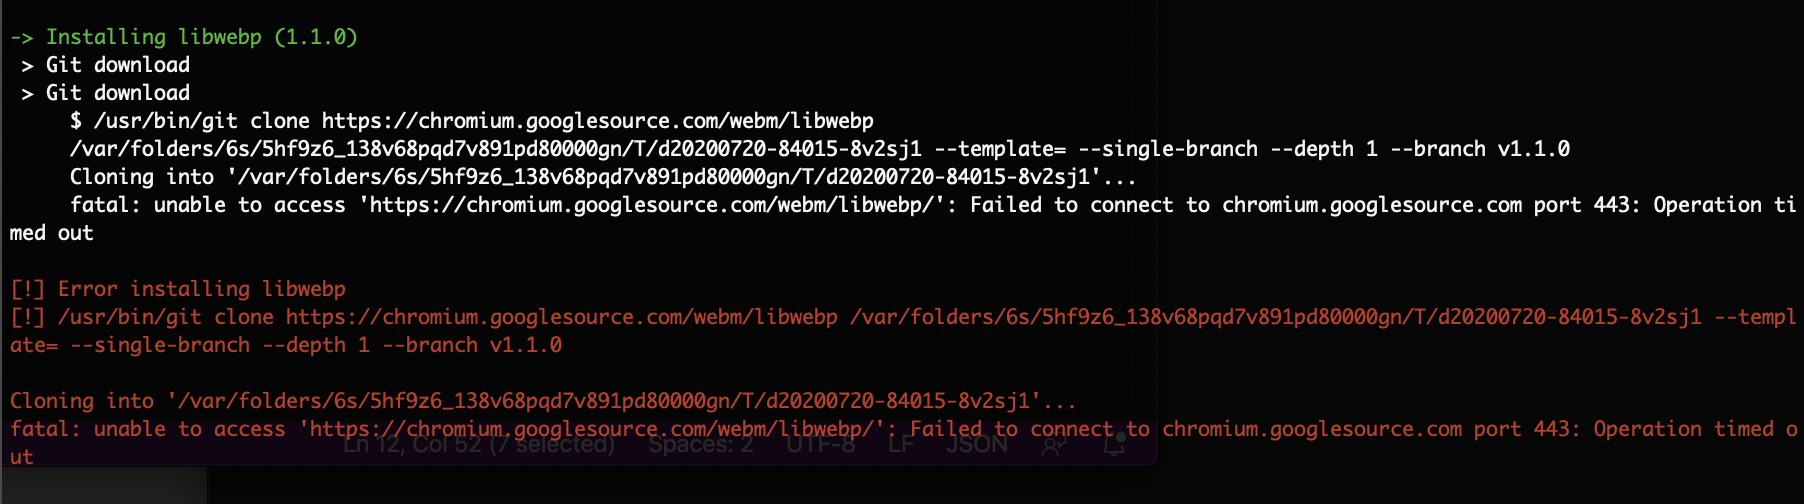 -> Installing libwebp (1.1.0)
> Git download
> Git download
$ /usr/bin/git clone https://chromium.googlesource.com/webm/libwebp
/var/folders/6s/5hf9z6_138v68pqd7v891pd80000gn/T/d20200720-84015-8v2sj1 --template= --single-branch --depth 1 --branch v1.1.0
Cloning into '/var/folders/6s/5hf9z6_138v68pqd7v891pd80000gn/T/d20200720-84015-8v2sj1'...
fatal: unable to access 'https://chromium.googlesource.com/webm/libwebp/': Failed to connect to chromium.googlesource.com port 443: Operation ti
med out
[!] Error installing libwebp
[!] /usr/bin/git clone https://chromium.googlesource.com/webm/libwebp /var/folders/6s/5hf9z6_138v68pqd7v891pd80000gn/T/d20200720-84015-8v2sj1 --templ
ate= --single-branch --depth 1 --branch v1.1.0
Cloning into '/var/folders/6s/5hf9z6_138v68pqd7v891pd80000gn/T/d20200720-84015-8v2sj1'...
fatal: unable to access 'https://chromium.googlesource.com/webm/libwebp/': Failed to connect to chromium.googlesource.com port 443: Operation timed o
ut
Ln 12, Col 52 (7 selected) Spaces: 2 UTF-8 LF JSON